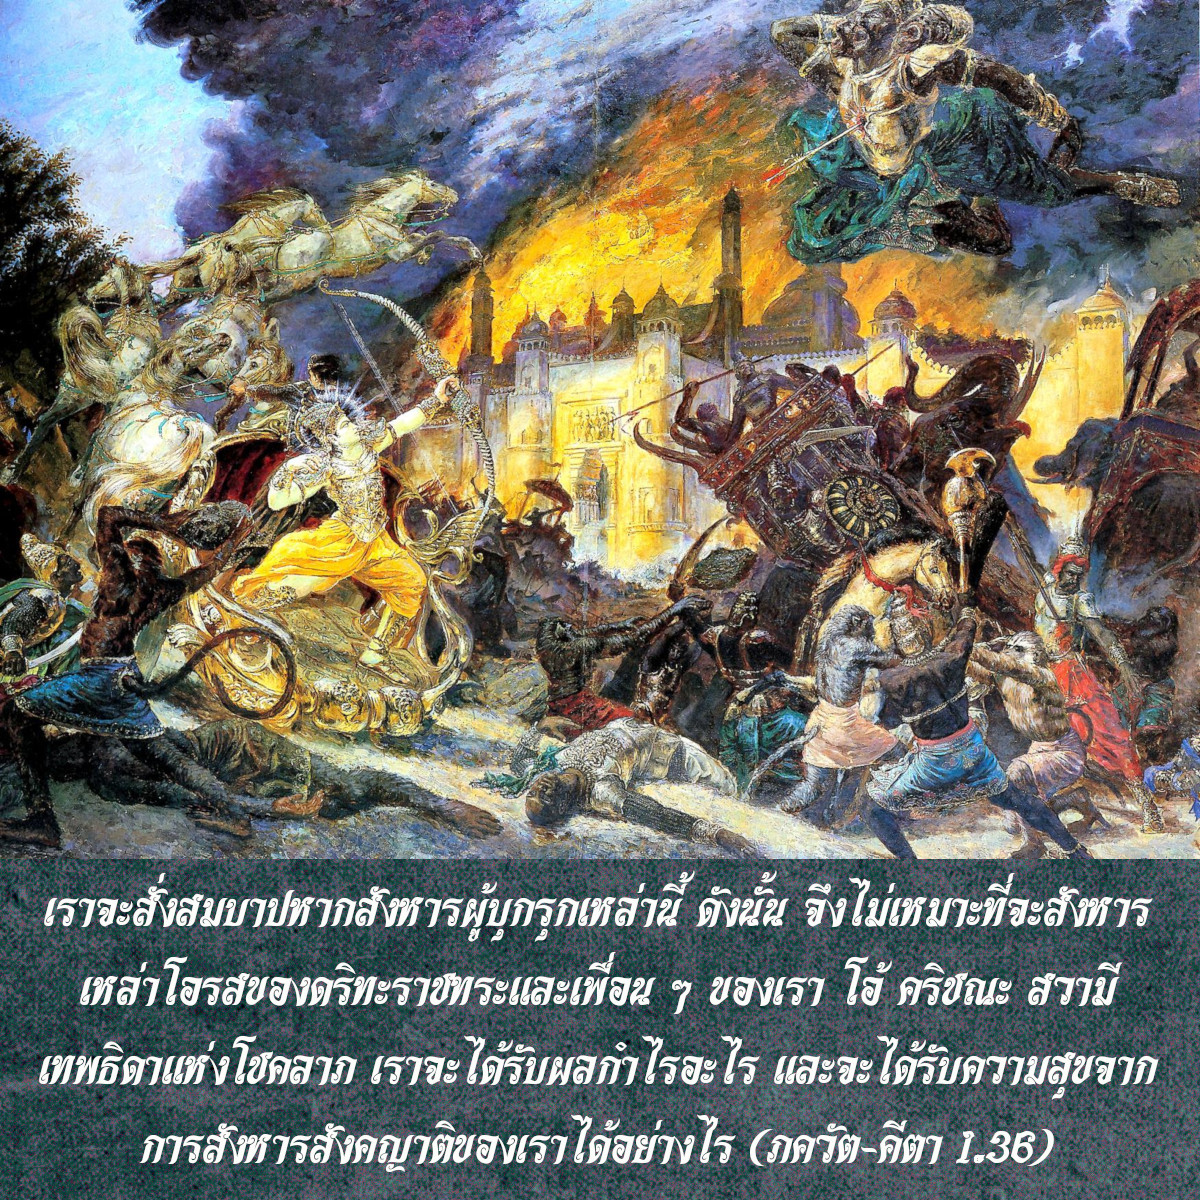 เราจะสั่งสมบาปหากสังหารผู้บุกรุกเหล่านี้ ดังนั้น จึงไม่เหมาะที่จะสังหาร
เหล่าโอรสของดริทะราชทระและเพื่อน ๆ ของเรา โอ้ คริชณะ สวามี
เทพธิดาแห่งโชคลาภ เราจะได้รับผลกำไรอะไร และจะได้รับความสุขจาก
การสังหารสังคญาติของเราได้อย่างไร (ภควัต-คีตา 1.36)